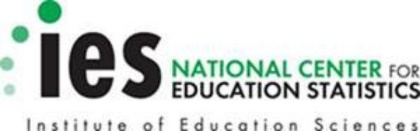 ies NATIONAL CENTER FOR
EDUCATION STATISTICS
Institute of Education Sciences